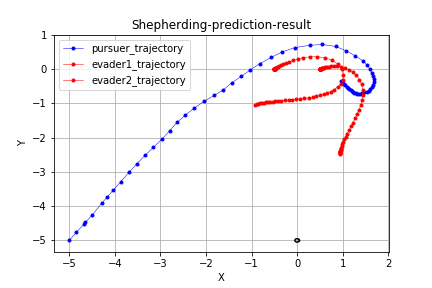 Shepherding-prediction-result
pursuer_trajectory
evader1_trajectory
evader2_trajectory
Y
1
0
−1
−2
−3
−4
−5
−5 −4 −3 −2 −1 0 1 2
X